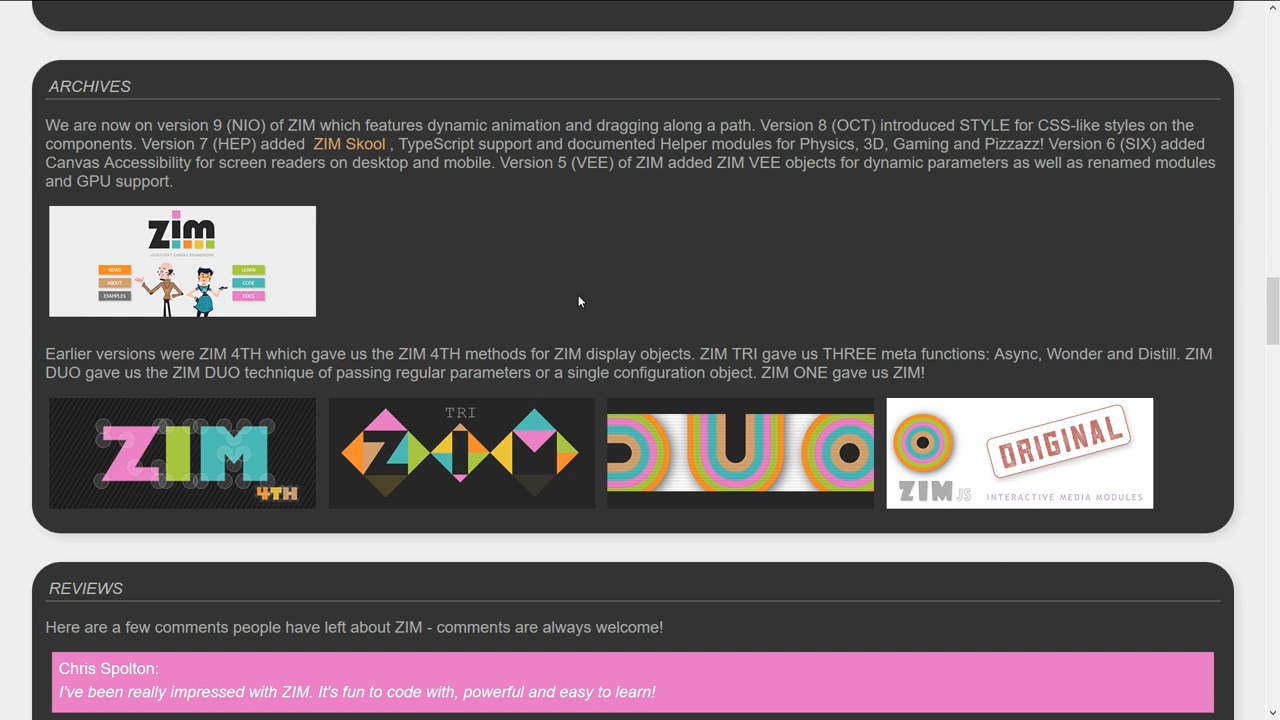 ARCHIVES
We are now on version 9 (NIO) of ZIM which features dynamic animation and dragging along a path. Version 8 (OCT) introduced STYLE for CSS-like styles on the
components. Version 7 (HEP) added ZIM Skool , TypeScript support and documented Helper modules for Physics, 3D, Gaming and Pizzazz! Version 6 (SIX) added
Canvas Accessibility for screen readers on desktop and mobile. Version 5 (VEE) of ZIM added ZIM VEE objects for dynamic parameters as well as renamed modules
and GPU support.
zim
JAVASCRIPT CANVAS FRAMEWORK
NEWS LEARN
ABOUT CODE
EXAMPLES DOCS
Earlier versions were ZIM 4TH which gave us the ZIM 4TH methods for ZIM display objects. ZIM TRI gave us THREE meta functions: Async, Wonder and Distill. ZIM
DUO gave us the ZIM DUO technique of passing regular parameters or a single configuration object. ZIM ONE gave us ZIM!
ZIM
4TH
TRI
ZIM
DUO
ORIGINAL
ZIM JS
INTERACTIVE MEDIA MODULES
REVIEWS
Here are a few comments people have left about ZIM - comments are always welcome!
Chris Spolton:
I've been really impressed with ZIM. It's fun to code with, powerful and easy to learn!